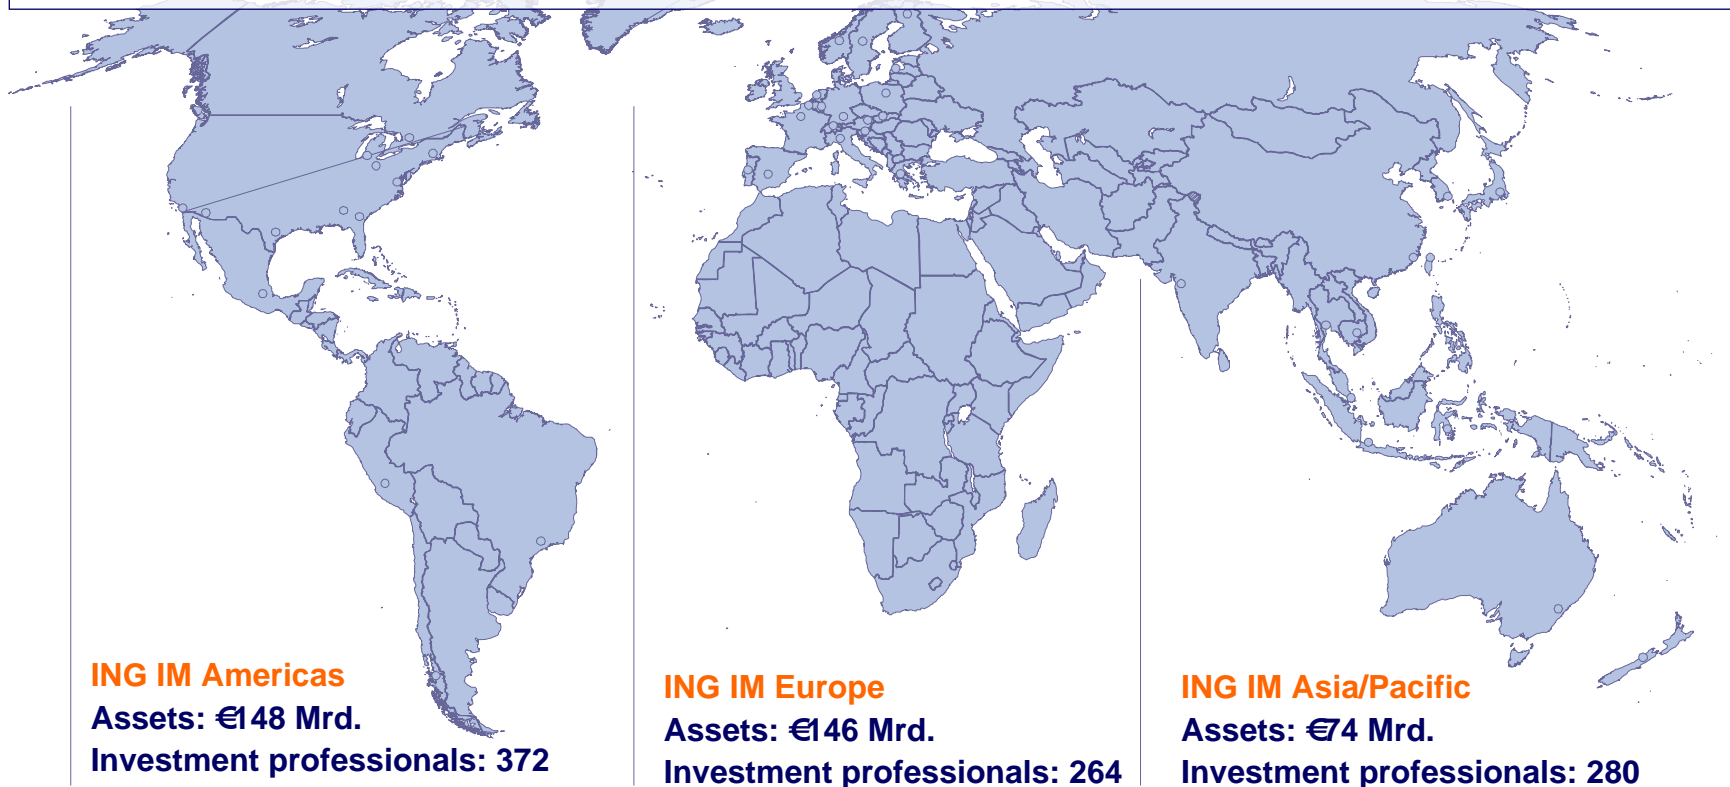 ING IM Americas
Assets: €148 Mrd.
Investment professionals: 372
ING IM Europe
Assets: €146 Mrd.
Investment professionals: 264
ING IM Asia/Pacific
Assets: €74 Mrd.
Investment professionals: 280